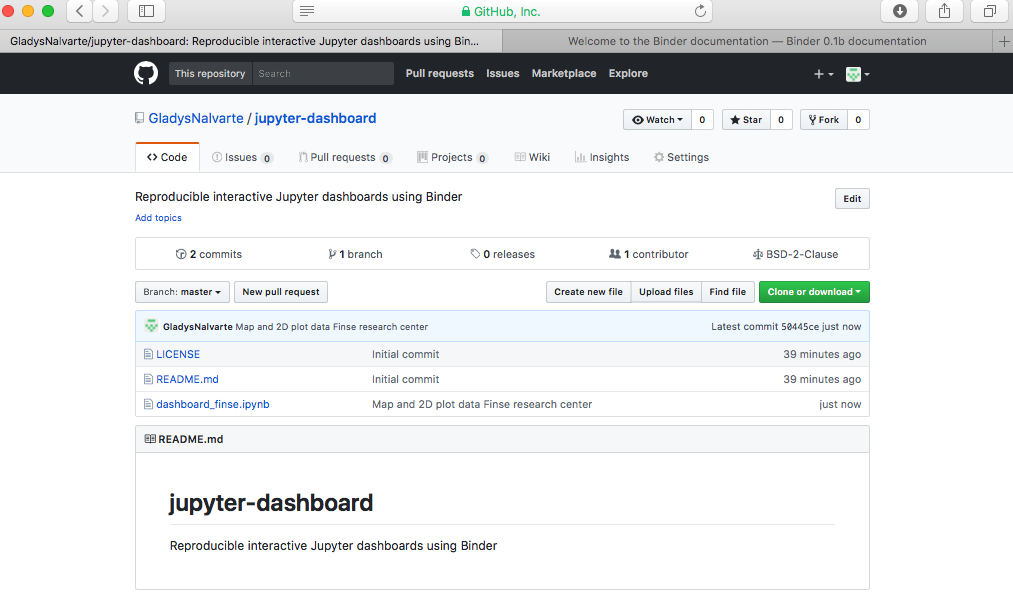 GitHub, Inc.
GladysNalvarte/jupyter-dashboard: Reproducible interactive Jupyter dashboards using Bin... Welcome to the Binder documentation — Binder 0.1b documentation
This repository Search Pull requests Issues Marketplace Explore
GladysNalvarte / jupyter-dashboard Watch 0 Star 0 Fork 0
Code Issues 0 Pull requests 0 Projects 0 Wiki Insights Settings
Reproducible interactive Jupyter dashboards using Binder Edit
Add topics
2 commits 1 branch 0 releases 1 contributor BSD-2-Clause
Branch: master New pull request Create new file Upload files Find file Clone or download
GladysNalvarte Map and 2D plot data Finse research center Latest commit 50445ce just now
LICENSE Initial commit 39 minutes ago
README.md Initial commit 39 minutes ago
dashboard_finse.ipynb Map and 2D plot data Finse research center just now
README.md
jupyter-dashboard
Reproducible interactive Jupyter dashboards using Binder